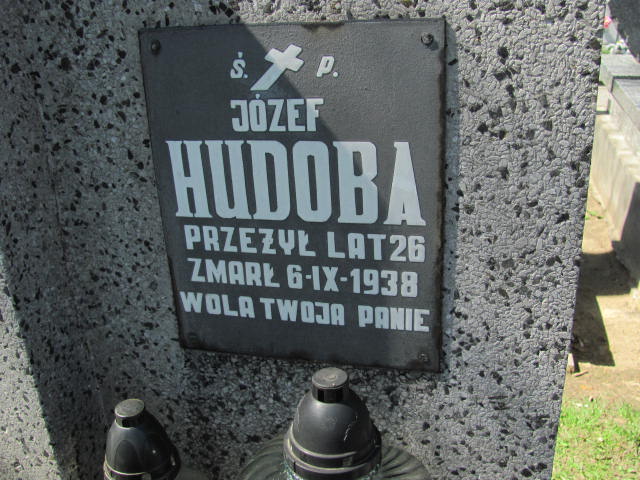 Ś. P.
JÓZEF
HUDOBA
PRZEŻYŁ LAT 26
ZMARŁ 6-IX-1938
WOLA TWOJA PANIE